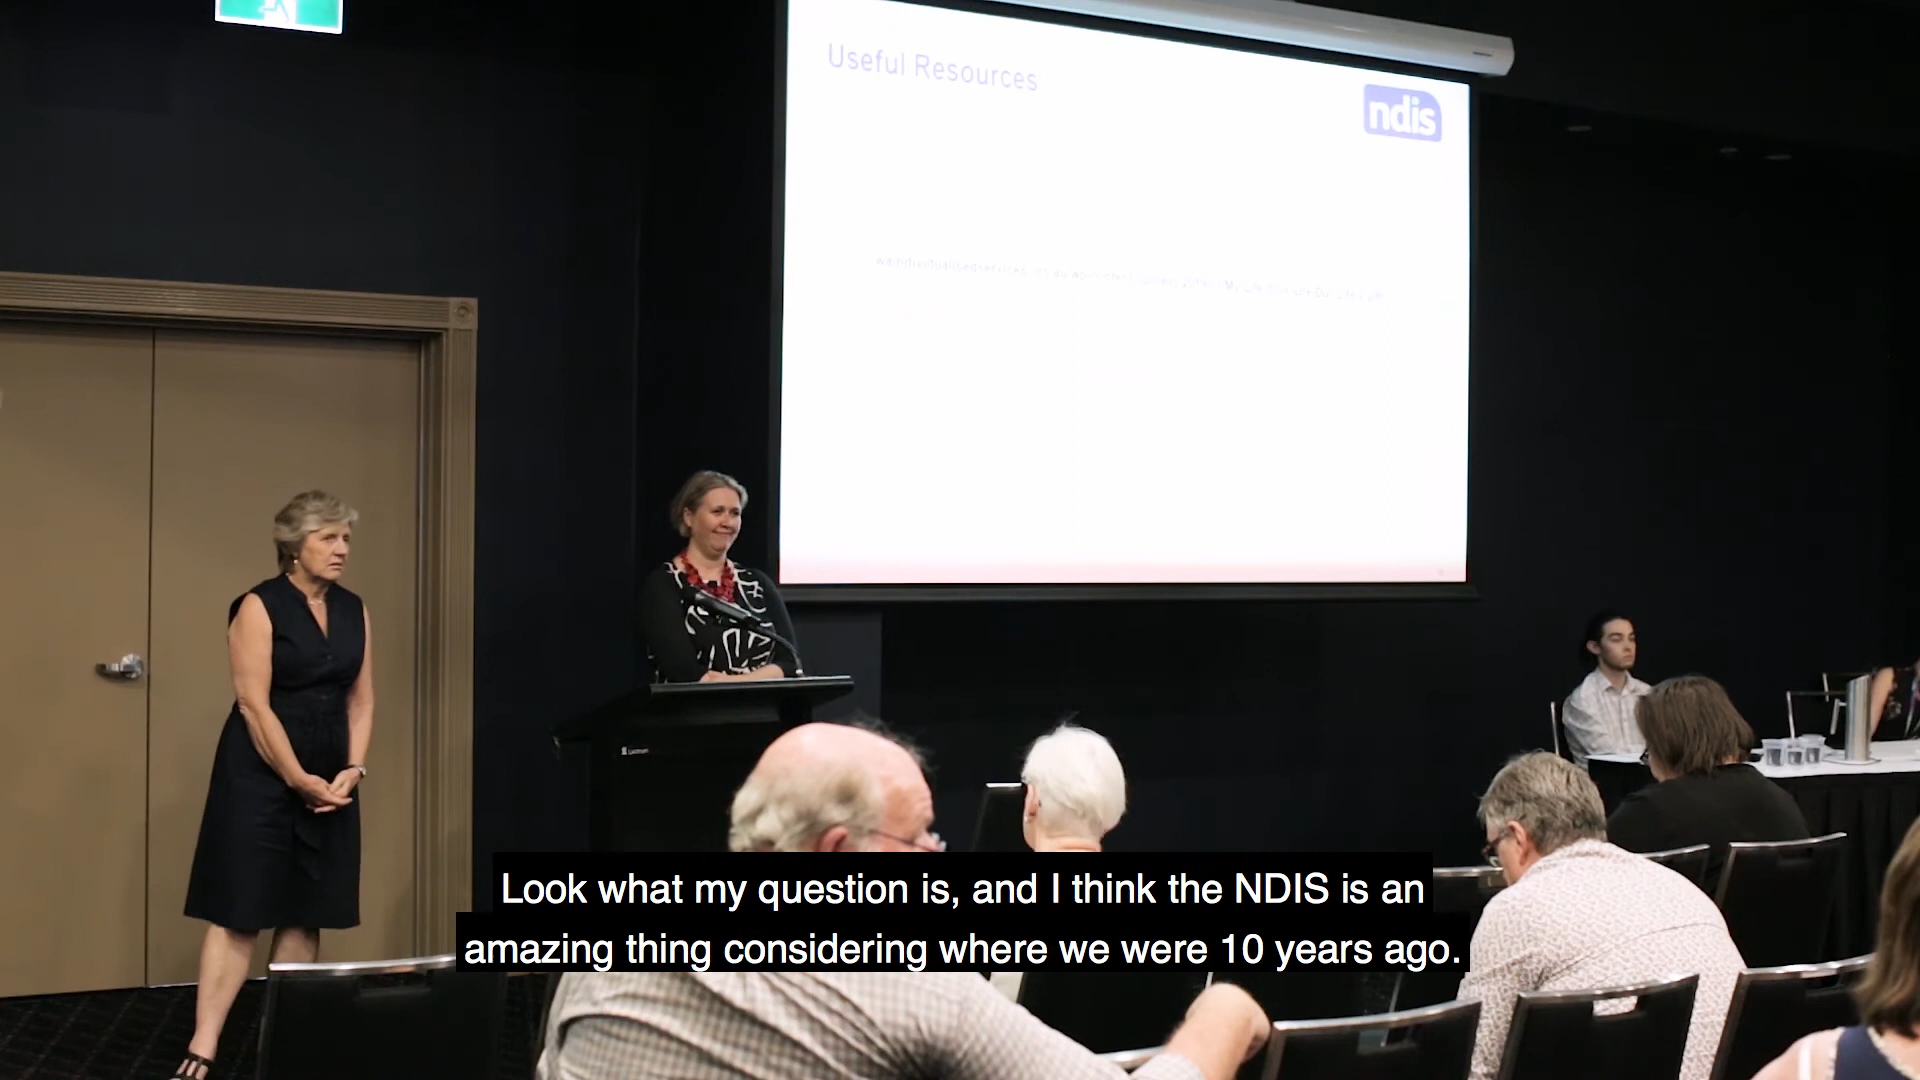 Useful Resources
ndis
Lectrum
Look what my question is, and I think the NDIS is an
amazing thing considering where we were 10 years ago.